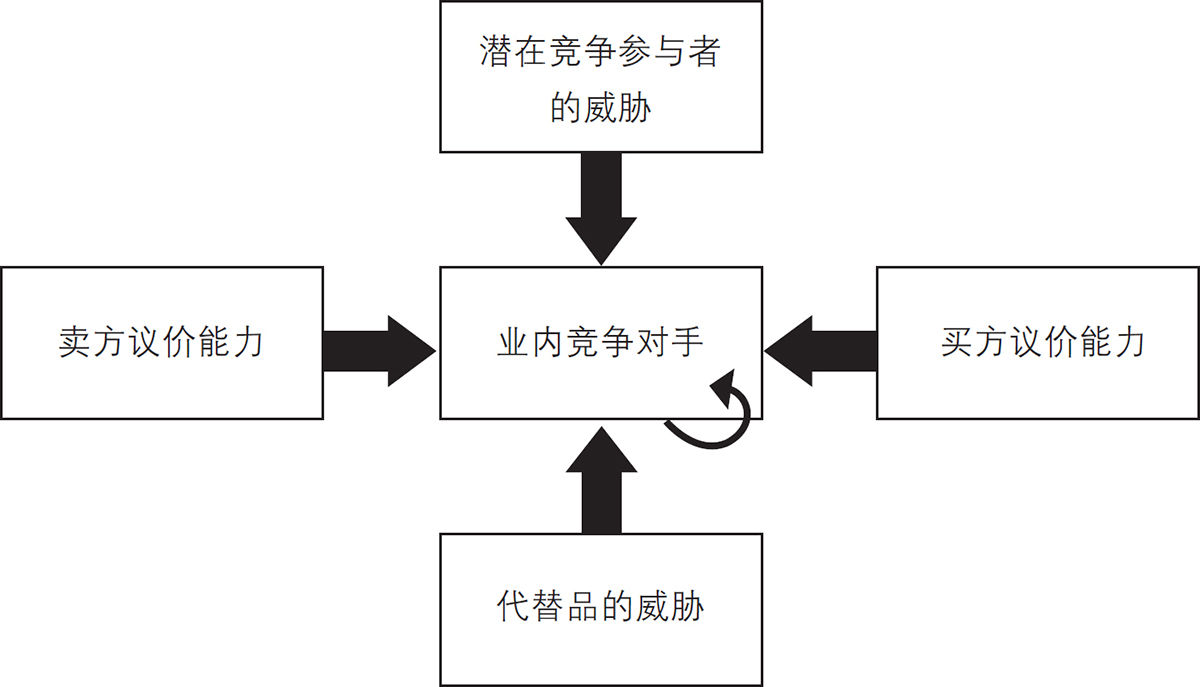 潜在竞争参与者
的威胁
卖方议价能力
业内竞争对手
买方议价能力
代替品的威胁